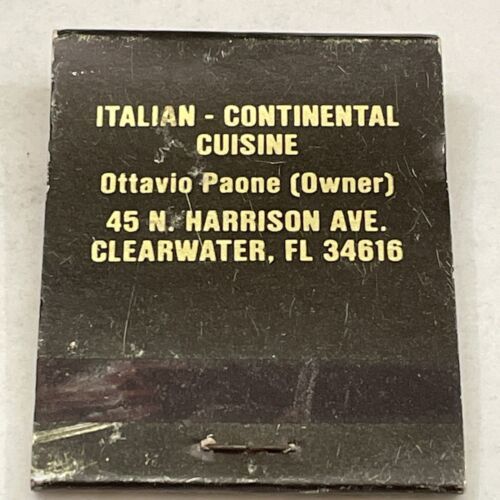 ITALIAN - CONTINENTAL
CUISINE
Ottavio Paone (Owner)
45 N. HARRISON AVE.
CLEARWATER, FL 34616